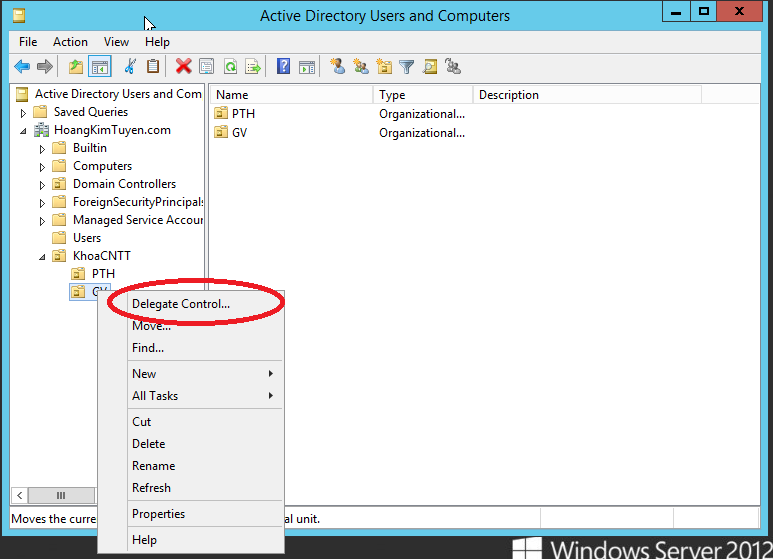 Active Directory Users and Computers
File Action View Help
Active Directory Users and Com
Saved Queries
HoangKimTuyen.com
Builtin
Computers
Domain Controllers
ForeignSecurityPrincipals
Managed Service Accour
Users
KhoaCNTT
PTH
GV
Name Type Description
PTH Organizational...
GV Organizational...
Delegate Control...
Move...
Find...
New
All Tasks
Cut
Delete
Rename
Refresh
Properties
Help
Moves the curre
al unit.
Windows Server 2012